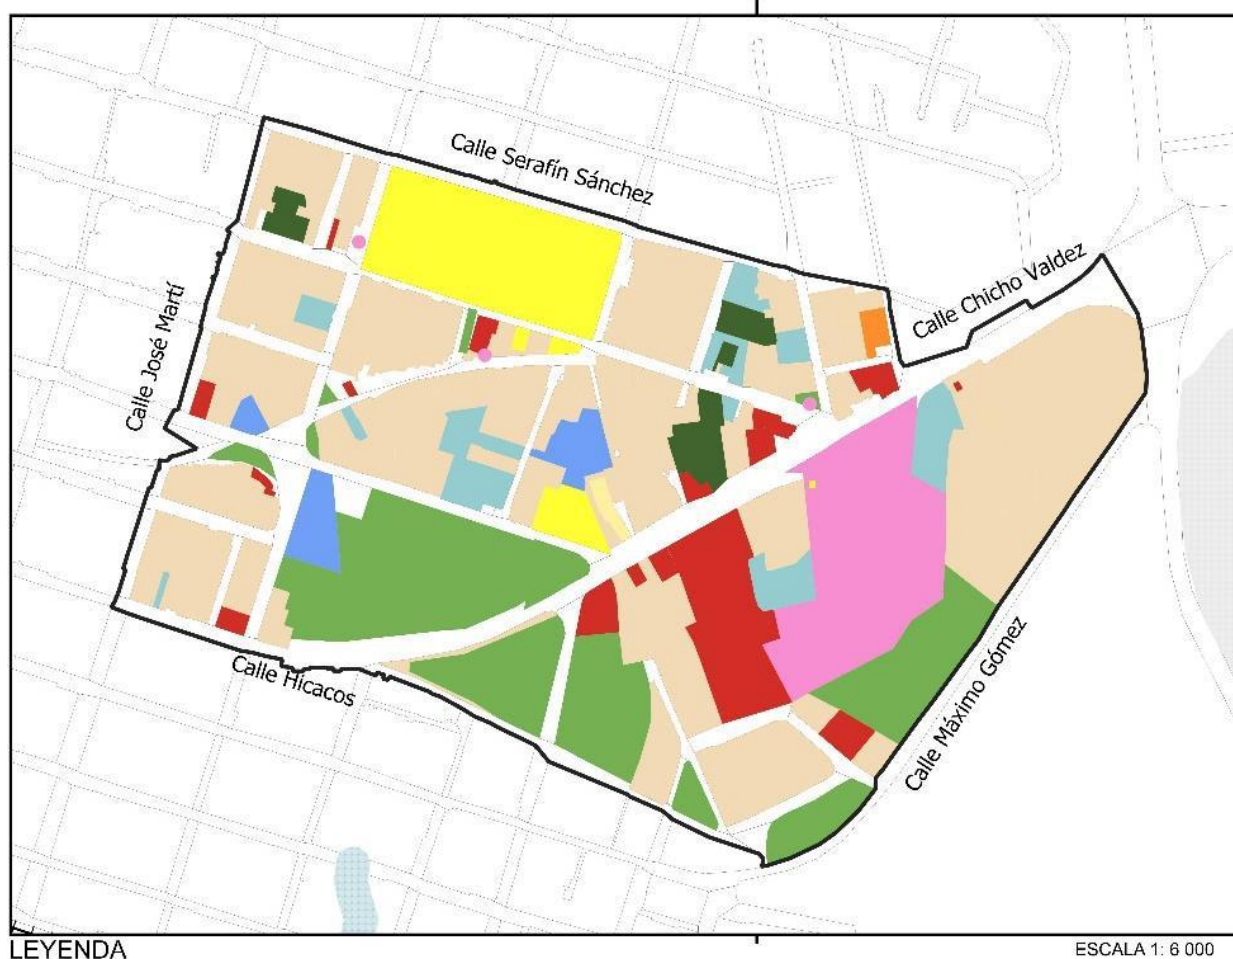 Calle Serafín Sánchez
Calle Chicho Valdez
Calle José Martí
Calle Hicacos
Calle Máximo Gómez
LEYENDA
ESCALA 1: 6 000